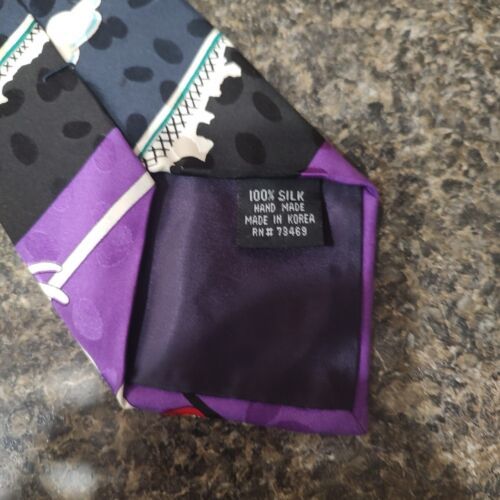 100% SILK
HAND MADE
MADE IN KOREA
RN# 73469